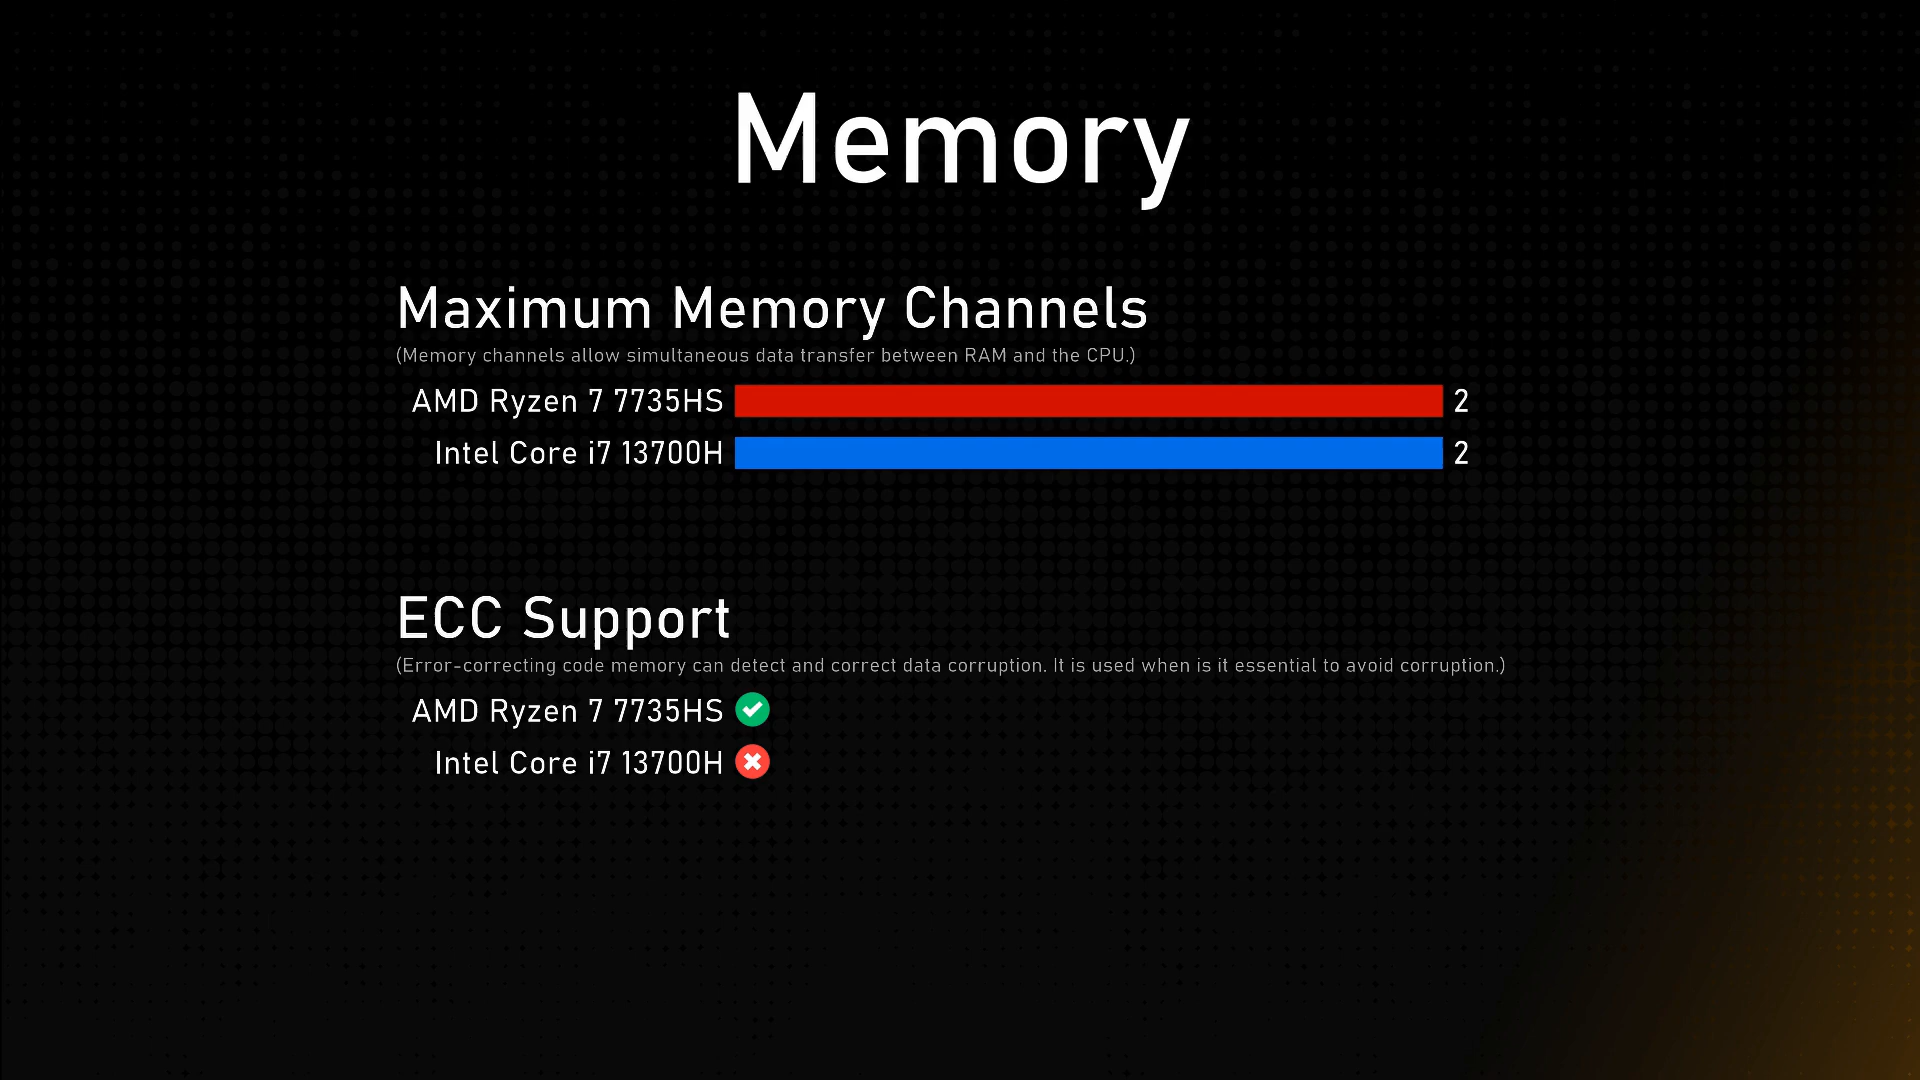 Memory
Maximum Memory Channels
(Memory channels allow simultaneous data transfer between RAM and the CPU.)
AMD Ryzen 7 7735HS 2
Intel Core i7 13700H 2
ECC Support
(Error-correcting code memory can detect and correct data corruption. It is used when is it essential to avoid corruption.)
AMD Ryzen 7 7735HS
Intel Core i7 13700H